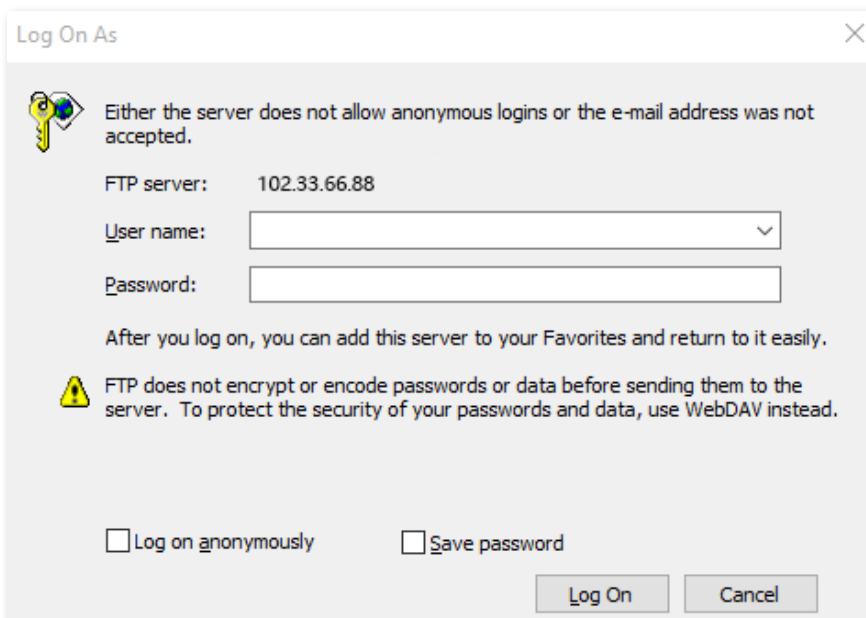 Log On As
Either the server does not allow anonymous logins or the e-mail address was not
accepted.
FTP server: 102.33.66.88
User name:
Password:
After you log on, you can add this server to your Favorites and return to it easily.
FTP does not encrypt or encode passwords or data before sending them to the
server. To protect the security of your passwords and data, use WebDAV instead.
Log on anonymously Save password
Log On Cancel